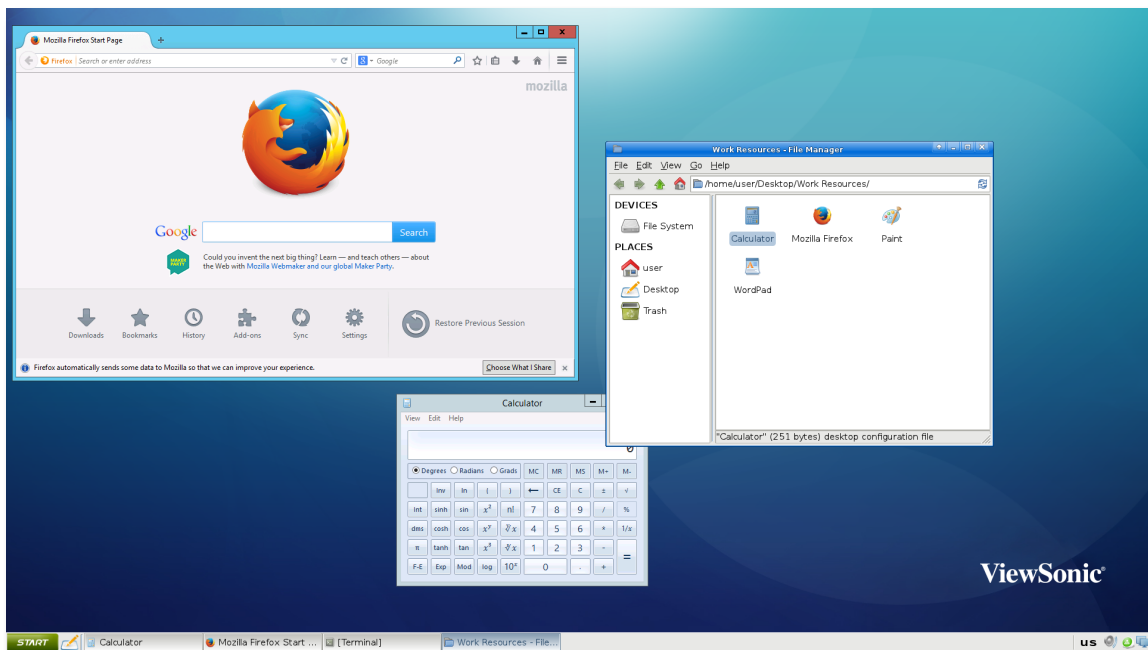 Mozilla Firefox Start Page
Firefox Search or enter address
Google
mozilla
Google Search
MAKER PARTY
Could you invent the next big thing? Learn — and teach others — about
the Web with Mozilla Webmaker and our global Maker Party.
Downloads Bookmarks History Add-ons Sync Settings Restore Previous Session
Firefox automatically sends some data to Mozilla so that we can improve your experience. Choose What I Share
Work Resources - File Manager
File Edit View Go Help
/home/user/Desktop/Work Resources/
DEVICES
File System
PLACES
user
Desktop
Trash
Calculator Mozilla Firefox Paint
WordPad
"Calculator" (251 bytes) desktop configuration file
Calculator
View Edit Help
0
Degrees Radians Grads MC MR MS M+ M-
Inv ln ( ) ← CE C ± √
Int sinh sin x² n! 7 8 9 / %
dms cosh cos xʸ ʸ√x 4 5 6 * 1/x
π tanh tan x³ ³√x 1 2 3 - =
F-E Exp Mod log 10ˣ 0 . +
ViewSonic®
START Calculator Mozilla Firefox Start ... [Terminal] Work Resources - File... us